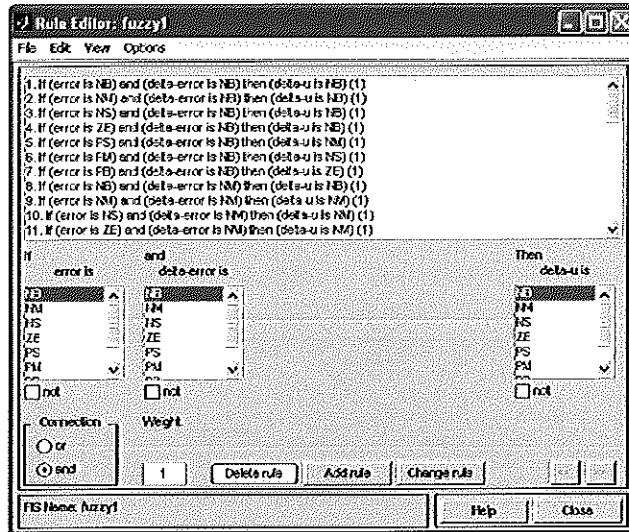 Rule Editor: fuzzy1
File Edit View Options
1. If (error is NB) and (delta-error is NB) then (delta-u is NB) (1)
2. If (error is NM) and (delta-error is NB) then (delta-u is NB) (1)
3. If (error is NS) and (delta-error is NB) then (delta-u is NB) (1)
4. If (error is ZE) and (delta-error is NB) then (delta-u is NB) (1)
5. If (error is PS) and (delta-error is NB) then (delta-u is NM) (1)
6. If (error is PM) and (delta-error is NB) then (delta-u is NS) (1)
7. If (error is PB) and (delta-error is NB) then (delta-u is ZE) (1)
8. If (error is NB) and (delta-error is NM) then (delta-u is NB) (1)
9. If (error is NM) and (delta-error is NM) then (delta-u is NM) (1)
10. If (error is NS) and (delta-error is NM) then (delta-u is NM) (1)
11. If (error is ZE) and (delta-error is NM) then (delta-u is NM) (1)
If and Then
error is delta-error is delta-u is
NB NB NB
NM NM NM
NS NS NS
ZE ZE ZE
PS PS PS
PM PM PM
not not not
Connection Weight:
or
and 1 Delete rule Add rule Change rule << >>
FIS Name: fuzzy1 Help Close